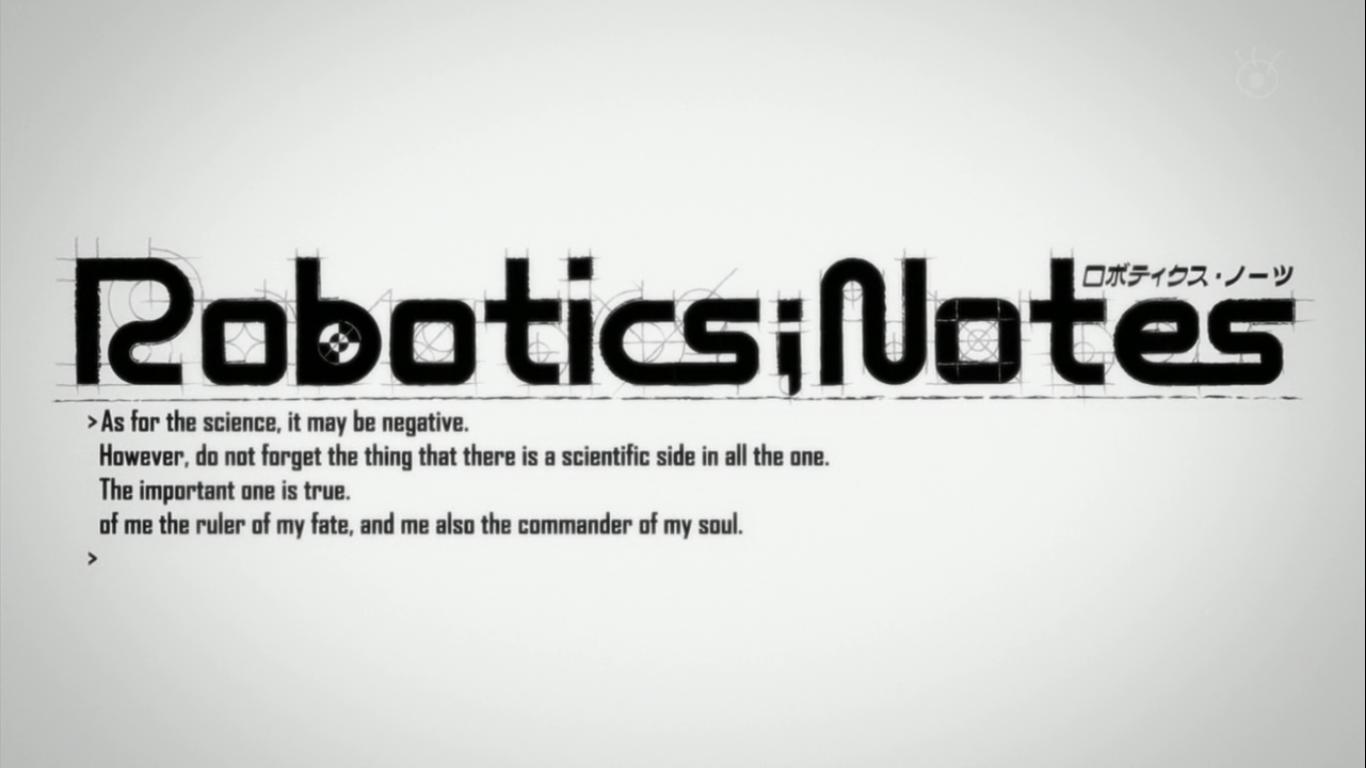 Robotics;Notes
ロボティクス・ノーツ
>As for the science, it may be negative.
However, do not forget the thing that there is a scientific side in all the one.
The important one is true.
of me the ruler of my fate, and me also the commander of my soul.
>